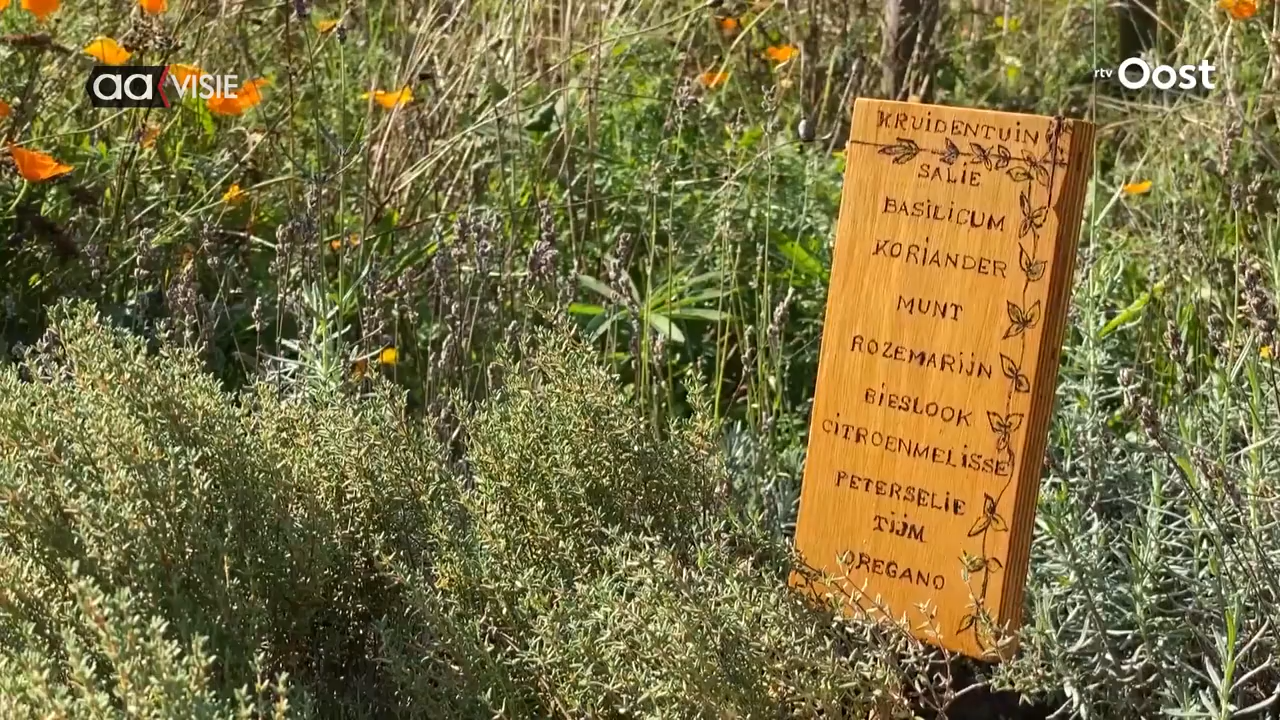 aa VISIE
rtv Oost
KRUIDENTUIN
SALIE
BASILICUM
KORIANDER
MUNT
ROZEMARIJN
BIESLOOK
CITROENMELISSE
PETERSELIE
TIJM
OREGANO